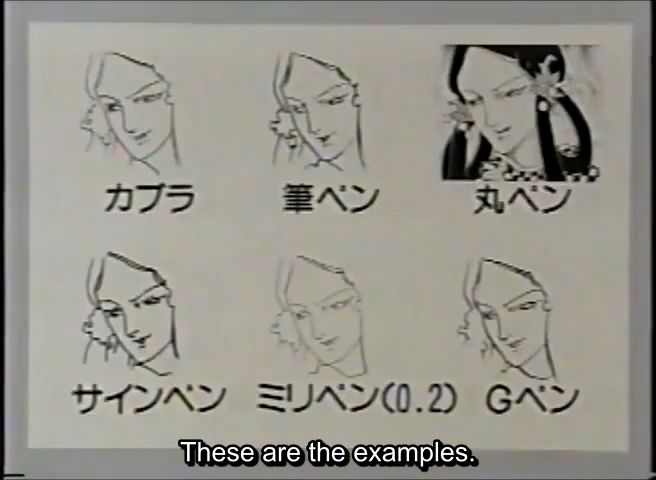 カブラ 筆ペン 丸ペン
サインペン ミリペン(0.2) Gペン
These are the examples.